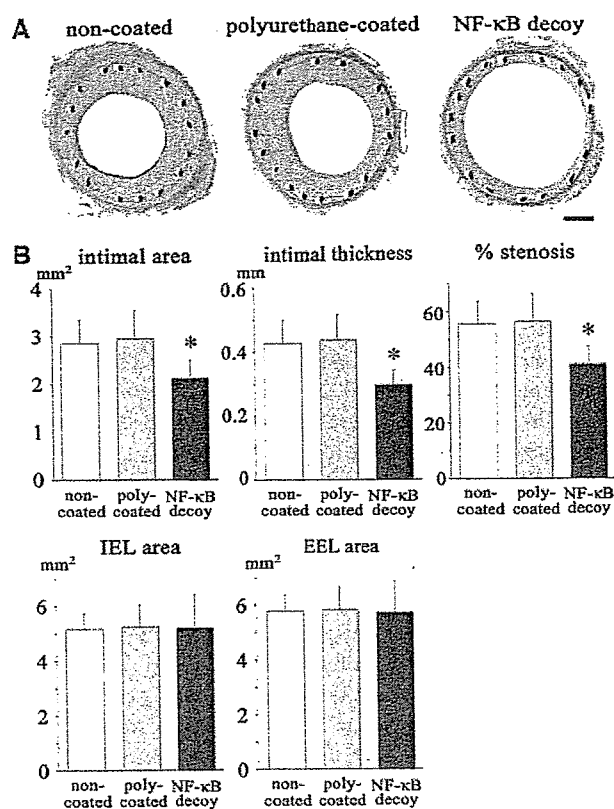 A
non-coated polyurethane-coated NF-κB decoy
B
intimal area
mm²
4
3
2
1
0
*
non-coated
poly-coated
NF-κB decoy
intimal thickness
mm
0.6
0.4
0.2
0
*
non-coated
poly-coated
NF-κB decoy
% stenosis
60
40
20
0
*
non-coated
poly-coated
NF-κB decoy
IEL area
mm²
6
4
2
0
non-coated
poly-coated
NF-κB decoy
EEL area
mm²
6
4
2
0
non-coated
poly-coated
NF-κB decoy